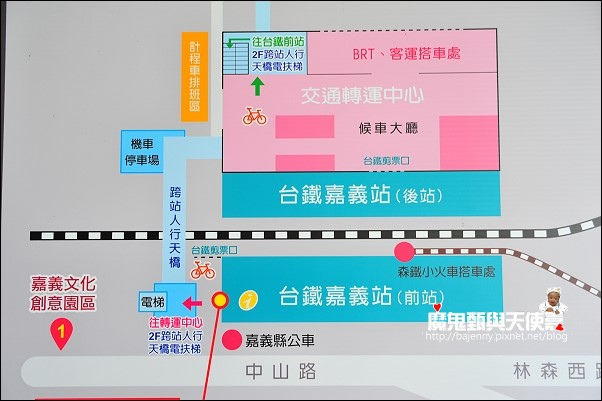 往台鐵前站
2F跨站人行
天橋電扶梯
BRT、客運搭車處
計程車排班區
交通轉運中心
候車大廳
機車
停車場
台鐵剪票口
台鐵嘉義站(後站)
跨站人行天橋
台鐵剪票口
森鐵小火車搭車處
嘉義文化
創意園區
1
電梯
台鐵嘉義站(前站)
往轉運中心
2F跨站人行
天橋電扶梯
嘉義縣公車
魔鬼甄與天使嘉
http://bajenny.pixnet.net/blog
中山路
林森西路